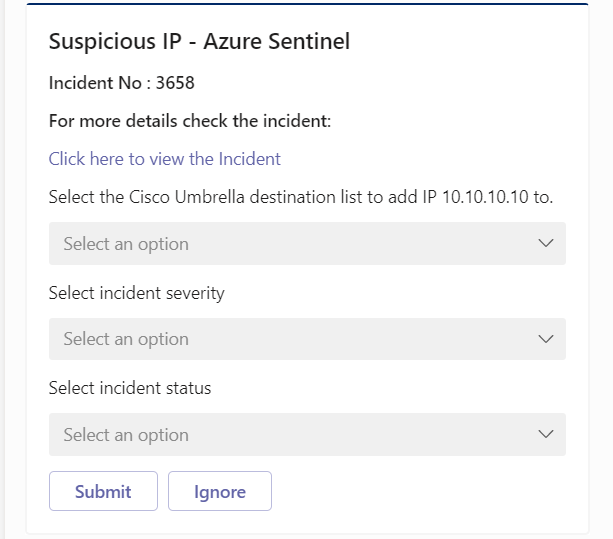 Suspicious IP - Azure Sentinel
Incident No : 3658
For more details check the incident:
Click here to view the Incident
Select the Cisco Umbrella destination list to add IP 10.10.10.10 to.
Select an option
Select incident severity
Select an option
Select incident status
Select an option
Submit Ignore